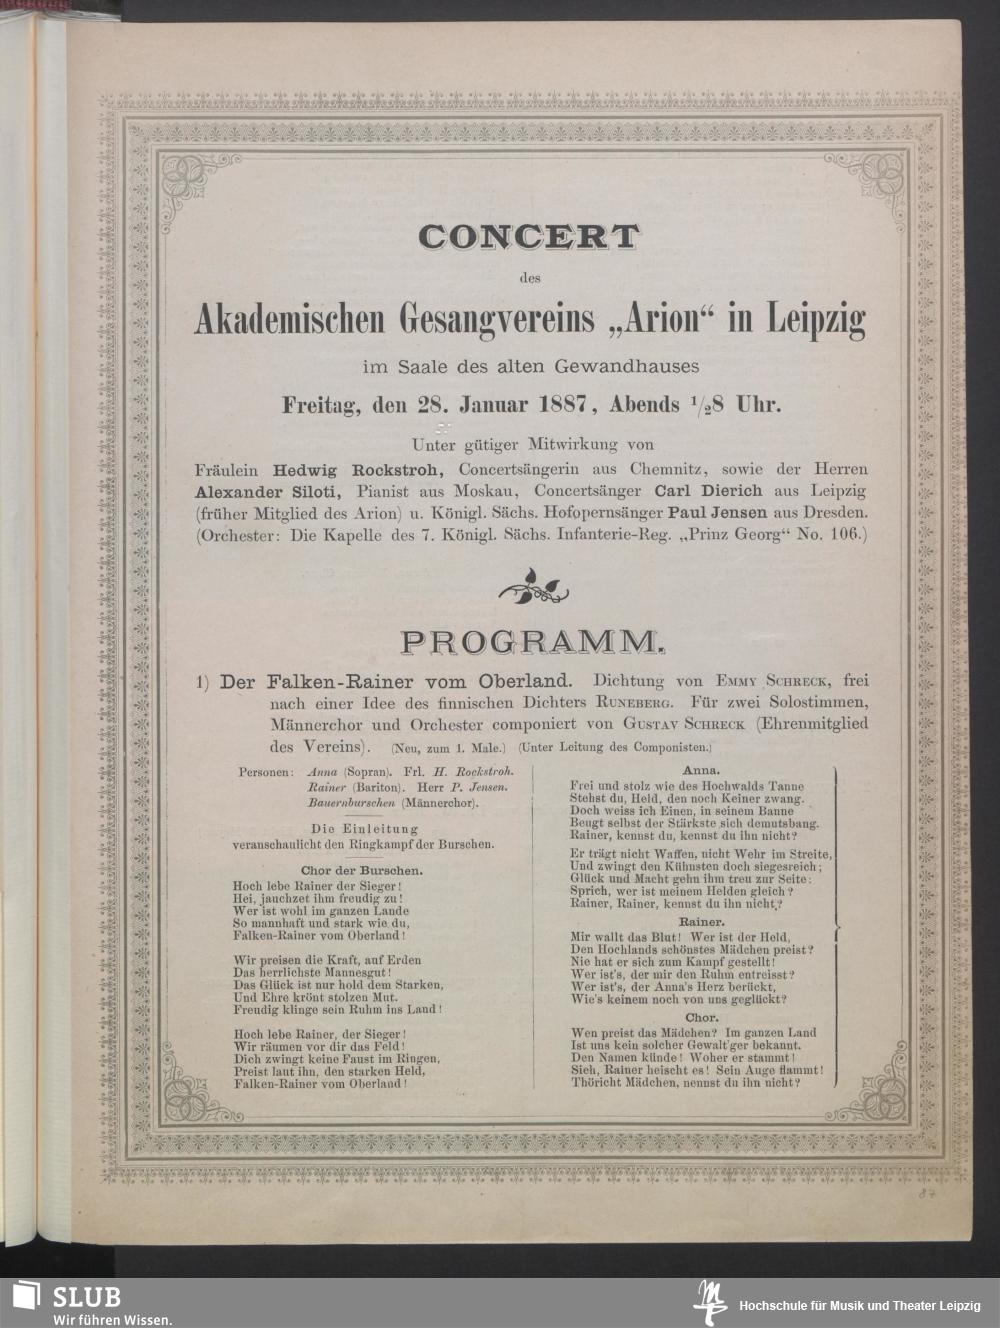 CONCERT
des
Akademischen Gesangvereins „Arion“ in Leipzig
im Saale des alten Gewandhauses
Freitag, den 28. Januar 1887, Abends ½8 Uhr.
Unter gütiger Mitwirkung von
Fräulein Hedwig Rockstroh, Concertsängerin aus Chemnitz, sowie der Herren
Alexander Siloti, Pianist aus Moskau, Concertsänger Carl Dierich aus Leipzig
(früher Mitglied des Arion) u. Königl. Sächs. Hofopernsänger Paul Jensen aus Dresden.
(Orchester: Die Kapelle des 7. Königl. Sächs. Infanterie-Reg. „Prinz Georg“ No. 106.)
PROGRAMM.
1) Der Falken-Rainer vom Oberland. Dichtung von Emmy Schreck, frei
nach einer Idee des finnischen Dichters Runeberg. Für zwei Solostimmen,
Männerchor und Orchester componiert von Gustav Schreck (Ehrenmitglied
des Vereins). (Neu, zum 1. Male.) (Unter Leitung des Componisten.)
Personen: Anna (Sopran). Frl. H. Rockstroh.
Rainer (Bariton). Herr P. Jensen.
Bauernburschen (Männerchor).
Die Einleitung
veranschaulicht den Ringkampf der Burschen.
Chor der Burschen.
Hoch lebe Rainer der Sieger!
Hei, jauchzet ihm freudig zu!
Wer ist wohl im ganzen Lande
So mannhaft und stark wie du,
Falken-Rainer vom Oberland!
Wir preisen die Kraft, auf Erden
Das herrlichste Mannesgut!
Das Glück ist nur hold dem Starken,
Und Ehre krönt stolzen Mut.
Freudig klinge sein Ruhm ins Land!
Hoch lebe Rainer, der Sieger!
Wir räumen vor dir das Feld!
Dich zwingt keine Faust im Ringen,
Preist laut ihn, den starken Held,
Falken-Rainer vom Oberland!
Anna.
Frei und stolz wie des Hochwalds Tanne
Stehst du, Held, den noch Keiner zwang.
Doch weiss ich Einen, in seinem Banne
Beugt selbst der Stärkste sich demutsbang.
Rainer, kennst du, kennst du ihn nicht?
Er trägt nicht Waffen, nicht Wehr im Streite,
Und zwingt den Kühnsten doch siegesreich;
Glück und Macht gehn ihm treu zur Seite:
Sprich, wer ist meinem Helden gleich?
Rainer, Rainer, kennst du ihn nicht?
Rainer.
Mir wallt das Blut! Wer ist der Held,
Den Hochlands schönstes Mädchen preist?
Nie hat er sich zum Kampf gestellt!
Wer ist's, der mir den Ruhm entreisst?
Wer ist's, der Anna's Herz berückt,
Wie's keinem noch von uns geglückt?
Chor.
Wen preist das Mädchen? Im ganzen Land
Ist uns kein solcher Gewalt'ger bekannt.
Den Namen künde! Woher er stammt!
Sieh, Rainer heischt es! Sein Auge flammt!
Thöricht Mädchen, nennst du ihn nicht?
87
SLUB
Wir führen Wissen.
Hochschule für Musik und Theater Leipzig